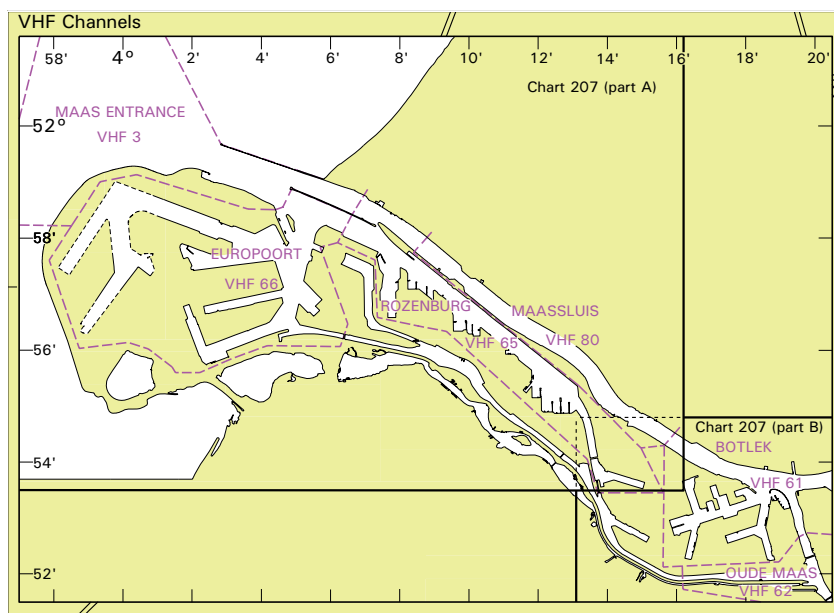 VHF Channels
58' 4° 2' 4' 6' 8' 10' 12' 14' 16' 18' 20'
Chart 207 (part A)
MAAS ENTRANCE
VHF 3
52°
58'
EUROPOORT
VHF 66
ROZENBURG
VHF 65
MAASSLUIS
VHF 80
56'
Chart 207 (part B)
BOTLEK
VHF 61
54'
OUDE MAAS
VHF 62
52'